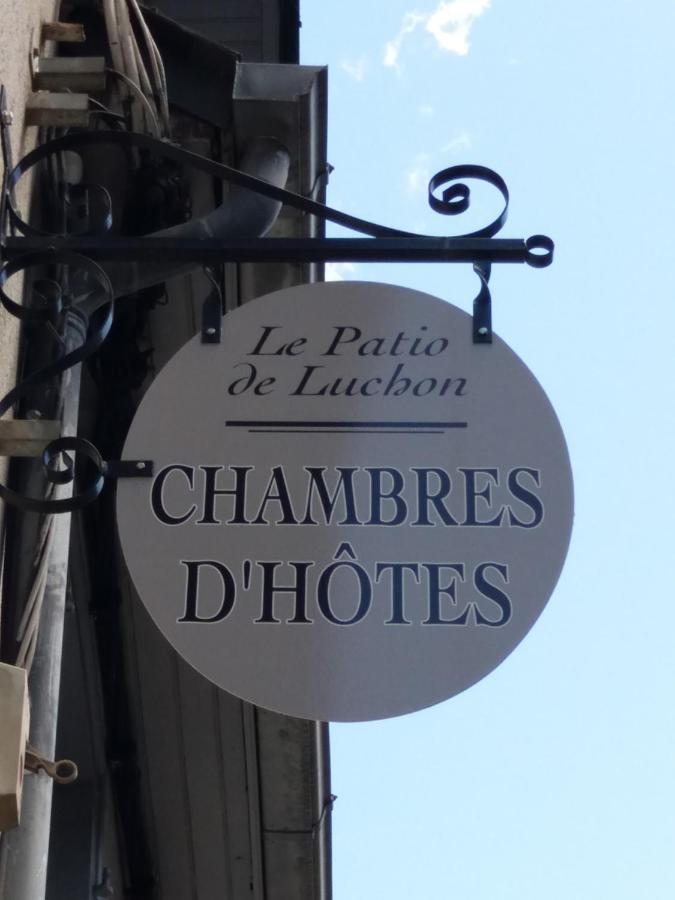 Le Patio
de Luchon
CHAMBRES
D'HÔTES